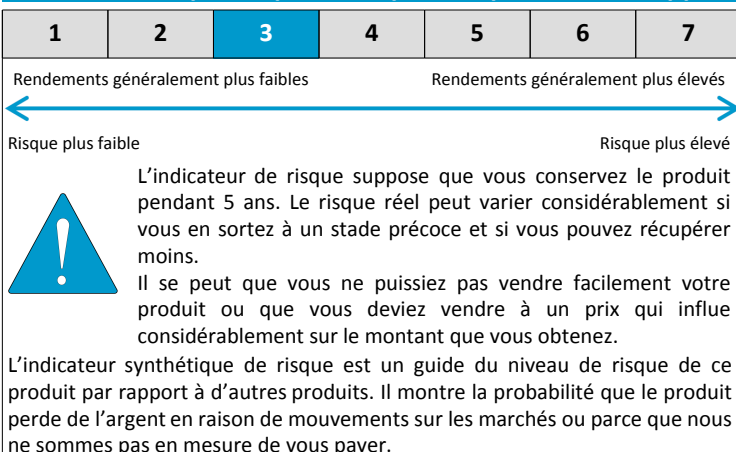 1 2 3 4 5 6 7
Rendements généralement plus faibles Rendements généralement plus élevés
Risque plus faible Risque plus élevé
L'indicateur de risque suppose que vous conservez le produit
pendant 5 ans. Le risque réel peut varier considérablement si
vous en sortez à un stade précoce et si vous pouvez récupérer
moins.
Il se peut que vous ne puissiez pas vendre facilement votre
produit ou que vous deviez vendre à un prix qui influe
considérablement sur le montant que vous obtenez.
L'indicateur synthétique de risque est un guide du niveau de risque de ce
produit par rapport à d'autres produits. Il montre la probabilité que le produit
perde de l'argent en raison de mouvements sur les marchés ou parce que nous
ne sommes pas en mesure de vous payer.